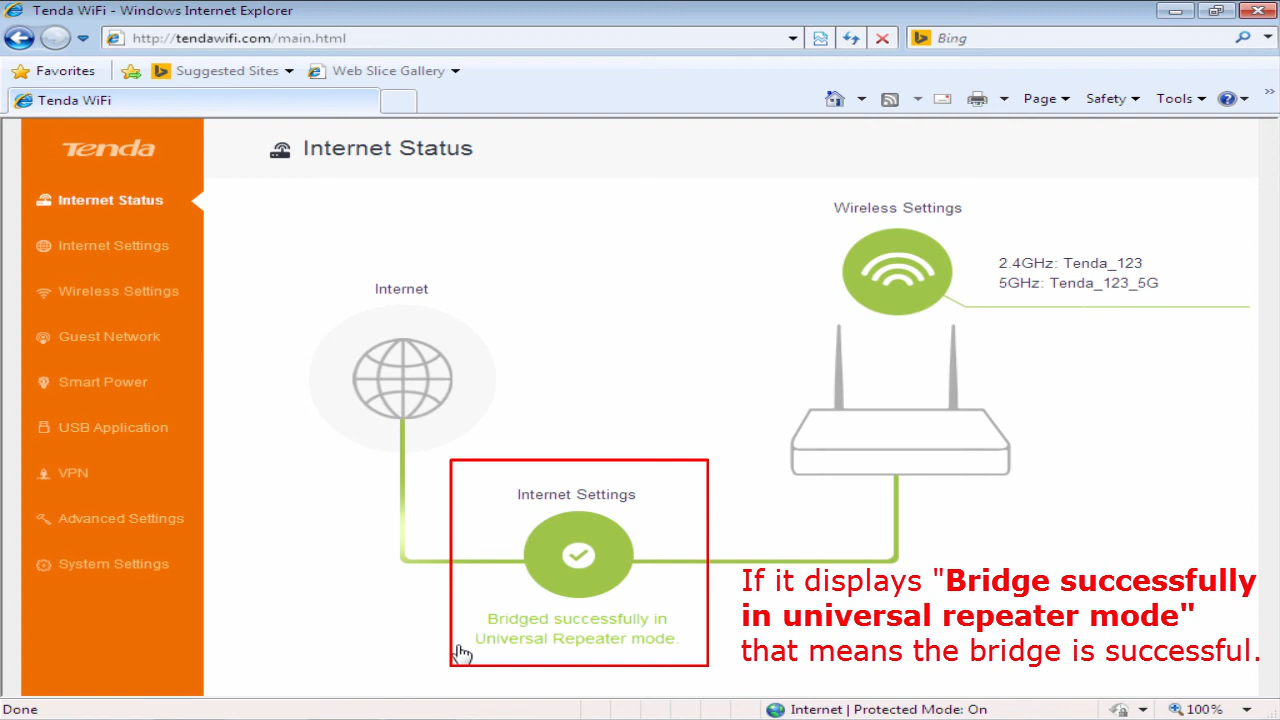 Tenda WiFi - Windows Internet Explorer
http://tendawifi.com/main.html
Bing
Favorites
Suggested Sites
Web Slice Gallery
Tenda WiFi
Page
Safety
Tools
Tenda
Internet Status
Internet Settings
Wireless Settings
Guest Network
Smart Power
USB Application
VPN
Advanced Settings
System Settings
Internet Status
Wireless Settings
2.4GHz: Tenda_123
5GHz: Tenda_123_5G
Internet
Internet Settings
Bridged successfully in
Universal Repeater mode.
If it displays "Bridge successfully
in universal repeater mode"
that means the bridge is successful.
Done
Internet | Protected Mode: On
100%